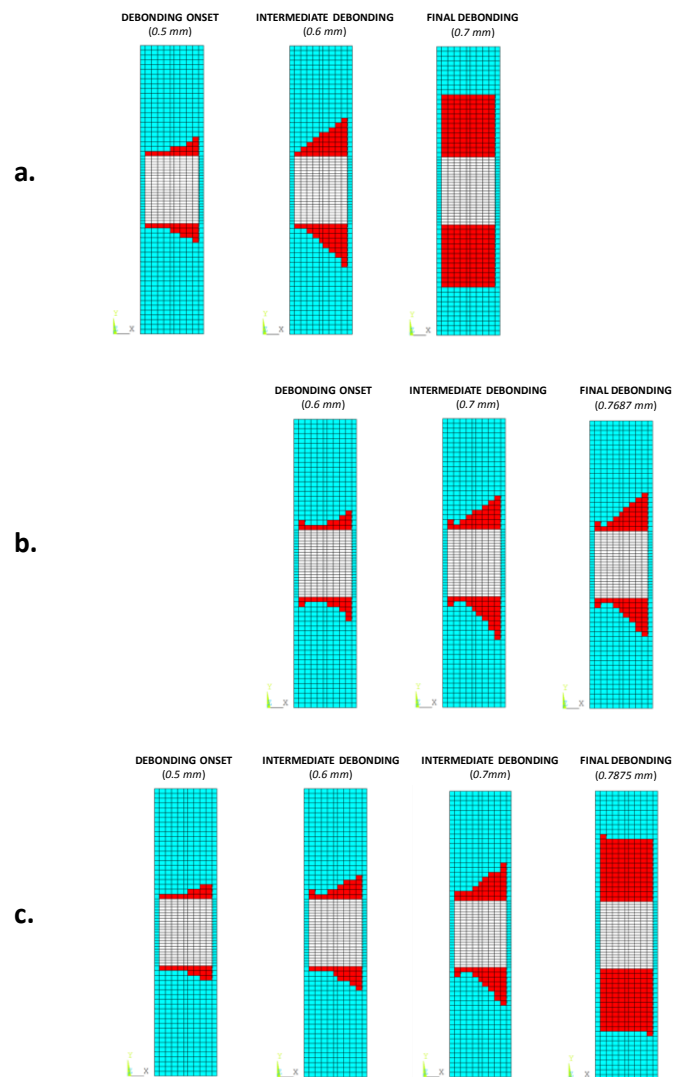 DEBONDING ONSET
(0.5 mm)
INTERMEDIATE DEBONDING
(0.6 mm)
FINAL DEBONDING
(0.7 mm)
a.
Y
X
Y
X
Y
X
DEBONDING ONSET
(0.6 mm)
INTERMEDIATE DEBONDING
(0.7 mm)
FINAL DEBONDING
(0.7687 mm)
b.
Y
X
Y
X
Y
X
DEBONDING ONSET
(0.5 mm)
INTERMEDIATE DEBONDING
(0.6 mm)
INTERMEDIATE DEBONDING
(0.7mm)
FINAL DEBONDING
(0.7875 mm)
c.
Y
X
Y
X
Y
X
Y
X